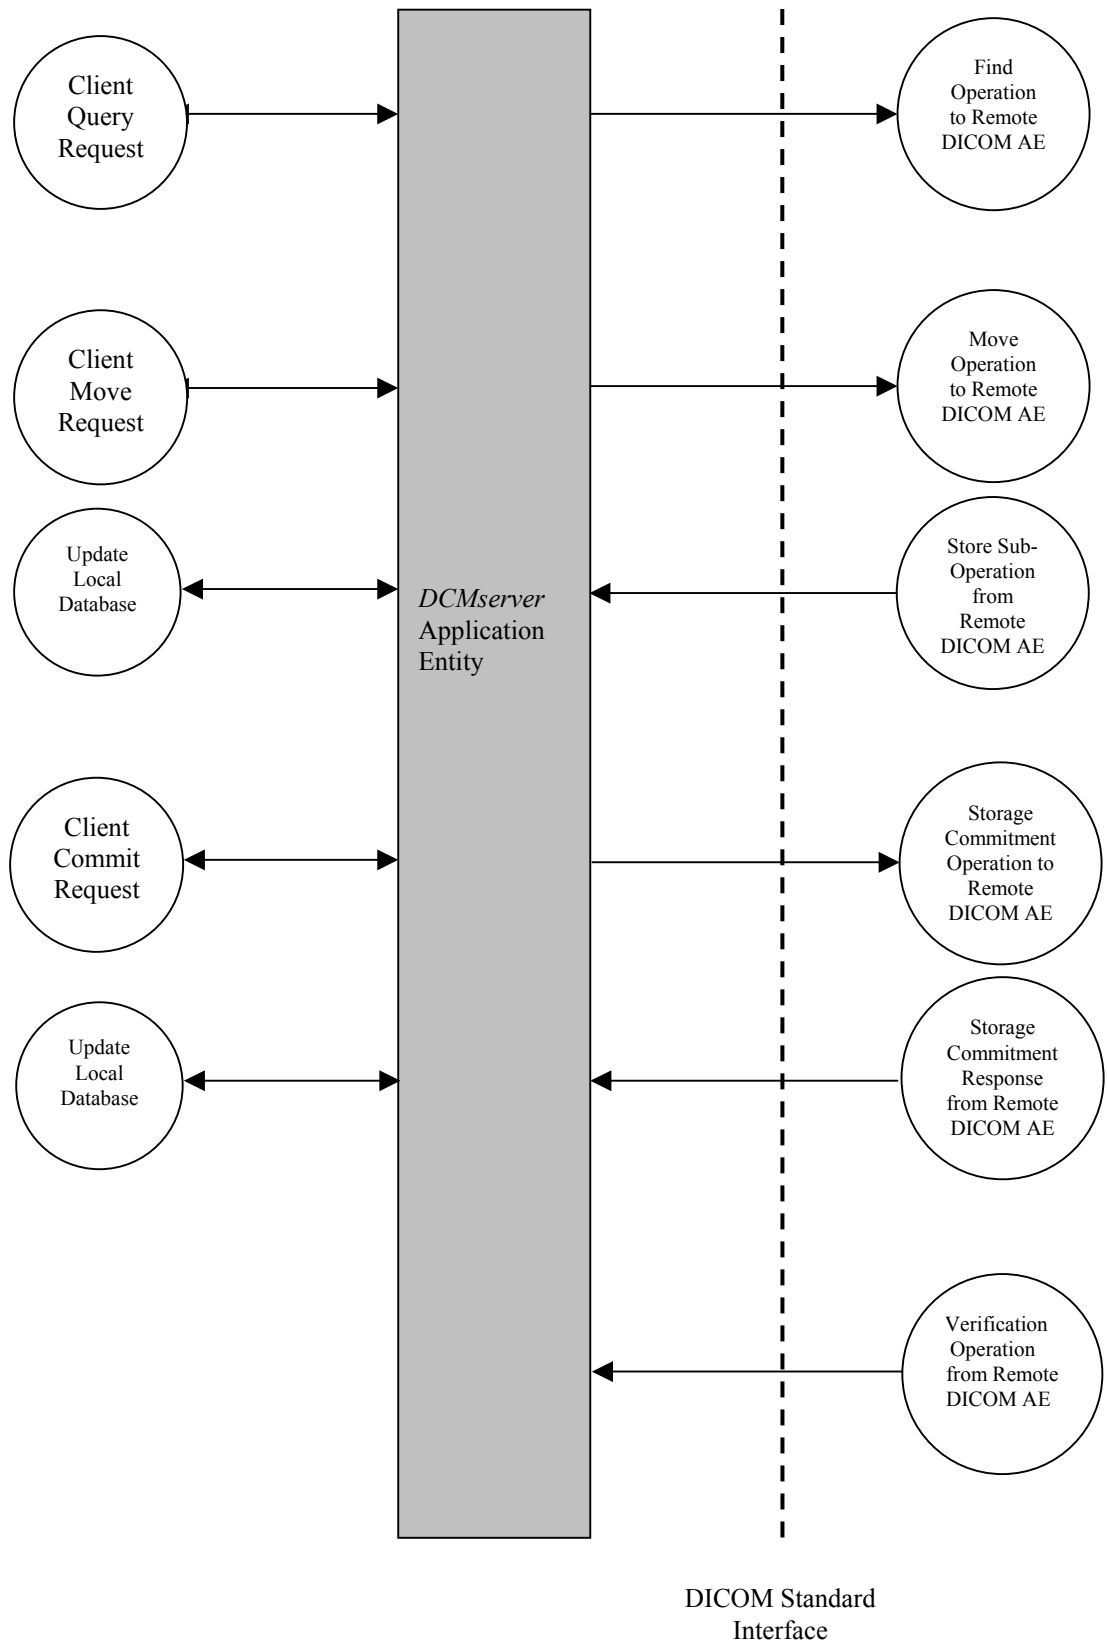 Client
Query
Request
Find
Operation
to Remote
DICOM AE
Client
Move
Request
Move
Operation
to Remote
DICOM AE
Update
Local
Database
Store Sub-
Operation
from
Remote
DICOM AE
DCMserver
Application
Entity
Client
Commit
Request
Storage
Commitment
Operation to
Remote
DICOM AE
Update
Local
Database
Storage
Commitment
Response
from Remote
DICOM AE
Verification
Operation
from Remote
DICOM AE
DICOM Standard
Interface